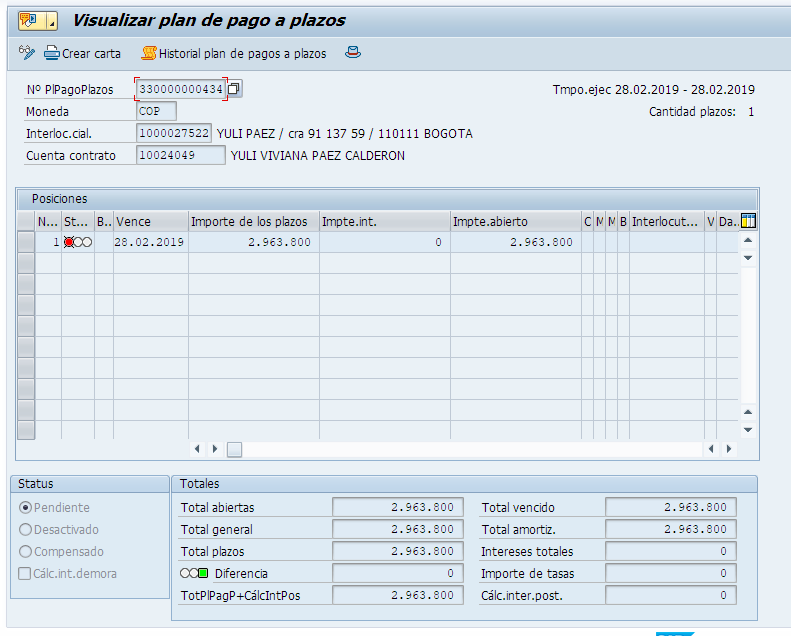 Visualizar plan de pago a plazos
Crear carta Historial plan de pagos a plazos
Nº PlPagoPlazos 330000000434 Tmpo.ejec 28.02.2019 - 28.02.2019
Moneda COP Cantidad plazos: 1
Interloc.cial. 1000027522 YULI PAEZ / cra 91 137 59 / 110111 BOGOTA
Cuenta contrato 10024049 YULI VIVIANA PAEZ CALDERON
Posiciones
N... St... B.. Vence Importe de los plazos Impte.int. Impte.abierto C M M B Interlocut... V Da..
1 28.02.2019 2.963.800 0 2.963.800
Status Totales
Pendiente Total abiertas 2.963.800 Total vencido 2.963.800
Desactivado Total general 2.963.800 Total amortiz. 2.963.800
Compensado Total plazos 2.963.800 Intereses totales 0
Cálc.int.demora Diferencia 0 Importe de tasas 0
TotPlPagP+CálcIntPos 2.963.800 Cálc.inter.post. 0